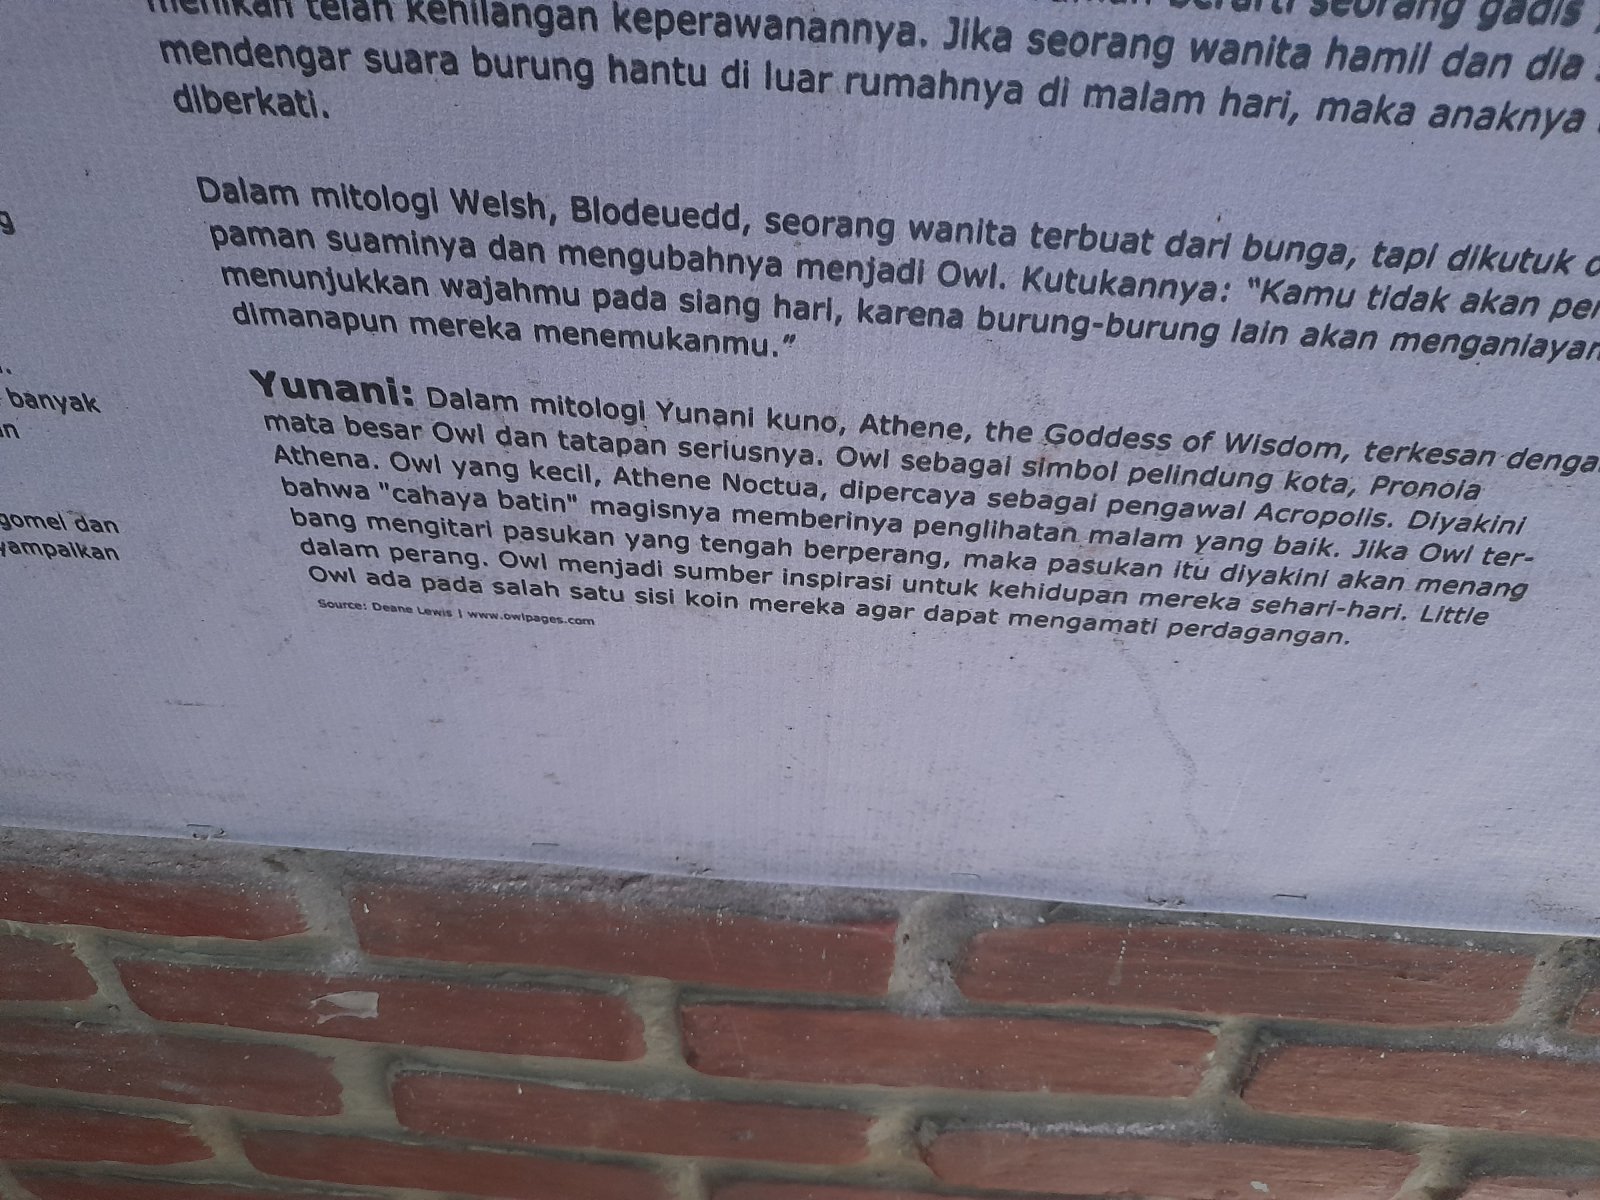 berarti seorang gadis
menikah telah kehilangan keperawanannya. Jika seorang wanita hamil dan dia
mendengar suara burung hantu di luar rumahnya di malam hari, maka anaknya
diberkati.
Dalam mitologi Welsh, Blodeuedd, seorang wanita terbuat dari bunga, tapi dikutuk
paman suaminya dan mengubahnya menjadi Owl. Kutukannya: "Kamu tidak akan
menunjukkan wajahmu pada siang hari, karena burung-burung lain akan
dimanapun mereka menemukanmu."
Yunani: Dalam mitologi Yunani kuno, Athene, the Goddess of Wisdom, terkesan
mata besar Owl dan tatapan seriusnya. Owl sebagai simbol pelindung kota, Pronoia
Athena. Owl yang kecil, Athene Noctua, dipercaya sebagai pengawal Acropolis. Diyakini
bahwa "cahaya batin" magisnya memberinya penglihatan malam yang baik. Jika Owl ter-
bang mengitari pasukan yang tengah berperang, maka pasukan itu diyakini akan menang
dalam perang. Owl menjadi sumber inspirasi untuk kehidupan mereka sehari-hari. Little
Owl ada pada salah satu sisi koin mereka agar dapat mengamati perdagangan.
Source: Deane Lewis | www.owlpages.com
banyak
dan